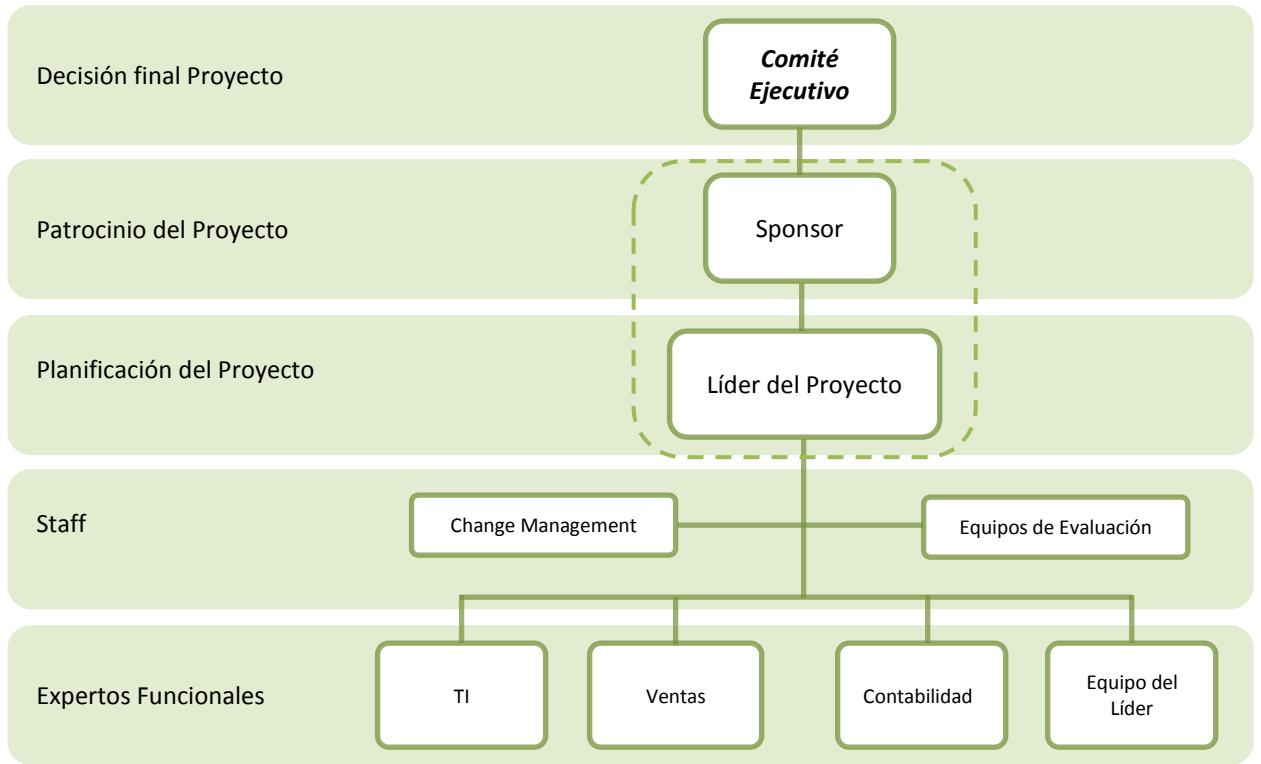 Decisión final Proyecto
Comité
Ejecutivo
Patrocinio del Proyecto
Sponsor
Planificación del Proyecto
Líder del Proyecto
Staff
Change Management
Equipos de Evaluación
Expertos Funcionales
TI
Ventas
Contabilidad
Equipo del
Líder